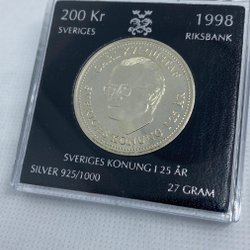 200 Kr
1998
SVERIGES
RIKSBANK
SVERIGES KONUNG I 25 ÅR
SILVER 925/1000
27 GRAM